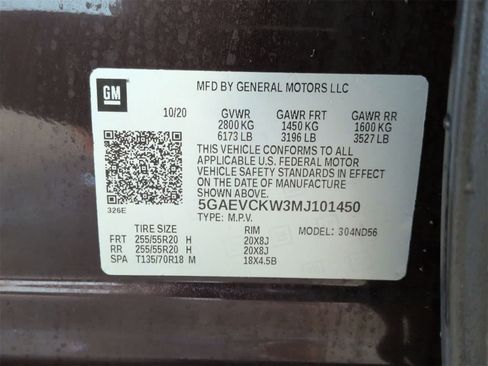 GM
MFD BY GENERAL MOTORS LLC
10/20 GVWR GAWR FRT GAWR RR
2800 KG 1450 KG 1600 KG
6173 LB 3196 LB 3527 LB
THIS VEHICLE CONFORMS TO ALL
APPLICABLE U.S. FEDERAL MOTOR
VEHICLE SAFETY STANDARDS IN EFFECT
ON THE DATE OF MANUFACTURE
SHOWN ABOVE.
326E
5GAEVCKW3MJ101450
TYPE: M.P.V. MODEL: 304ND56
TIRE SIZE RIM
FRT 255/55R20 H 20X8J
RR 255/55R20 H 20X8J
SPA T135/70R18 M 18X4.5B